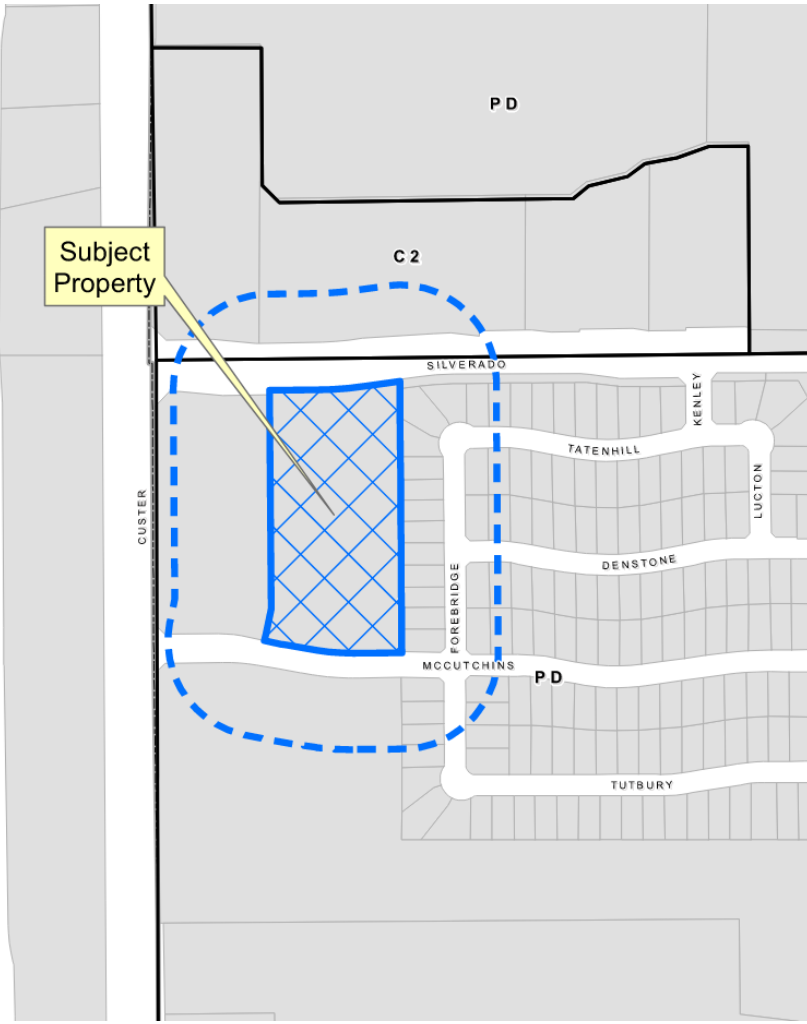 P D
C 2
Subject
Property
SILVERADO
KENLEY
TATENHILL
LUCTON
CUSTER
DENSTONE
FOREBRIDGE
MCCUTCHINS
P D
TUTBURY